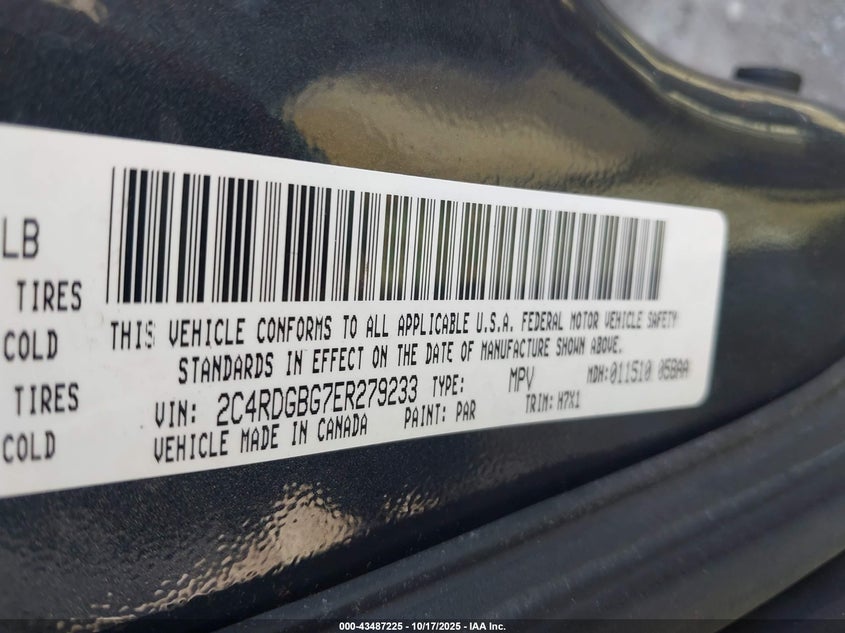 LB
TIRES
COLD
TIRES
COLD
THIS VEHICLE CONFORMS TO ALL APPLICABLE U.S.A. FEDERAL MOTOR VEHICLE SAFETY
STANDARDS IN EFFECT ON THE DATE OF MANUFACTURE SHOWN ABOVE.
VIN: 2C4RDGBG7ER279233 TYPE: MPV MDH:011510 05BAA
VEHICLE MADE IN CANADA PAINT: PAR TRIM: H7X1
000-43487225 - 10/17/2025 - IAA Inc.